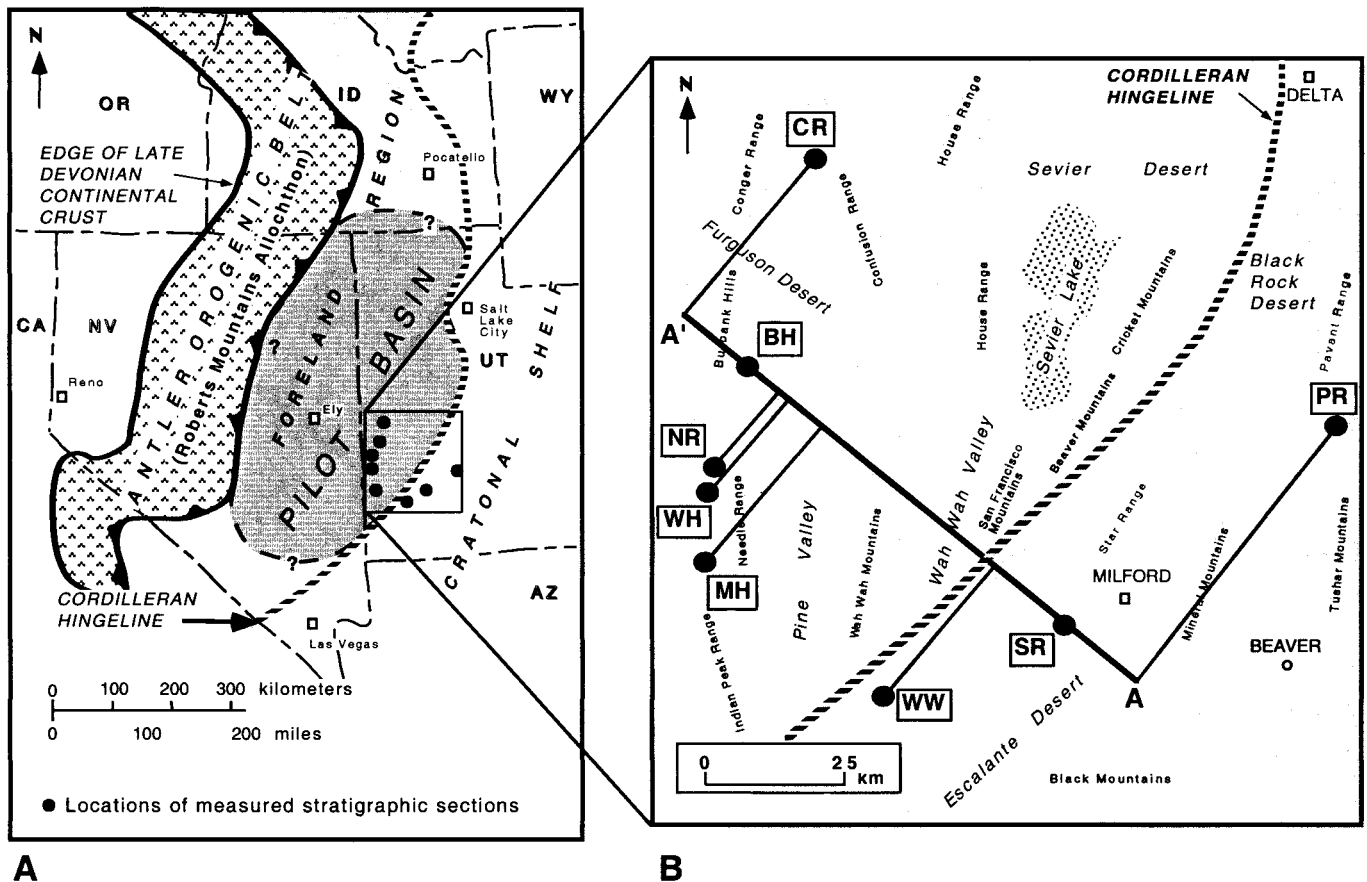 N
OR
ID
WY
EDGE OF LATE
DEVONIAN
CONTINENTAL
CRUST
ANTLER OROGENIC BELT
(Roberts Mountains Allochthon)
REGION
Pocatello
?
CA
NV
FORELAND
BASIN
PILOT
Salt
Lake
City
UT
CRATONAL SHELF
?
Reno
Ely
?
AZ
CORDILLERAN
HINGELINE
Las Vegas
0 100 200 300 kilometers
0 100 200 miles
Locations of measured stratigraphic sections
A
N
CORDILLERAN
HINGELINE
DELTA
CR
Conger Range
House Range
Confusion Range
Sevier Desert
Furguson Desert
Burbank Hills
House Range
Sevier Lake
Cricket Mountains
Black
Rock
Desert
Pavant Range
A'
BH
PR
NR
WH
MH
Needle Range
Pine Valley
Wah Wah Mountains
Wah Wah Valley
San Francisco
Mountains
Beaver Mountains
Star Range
MILFORD
Mineral Mountains
Tushar Mountains
BEAVER
SR
A
WW
Indian Peak Range
Escalante Desert
Black Mountains
0 25
km
B